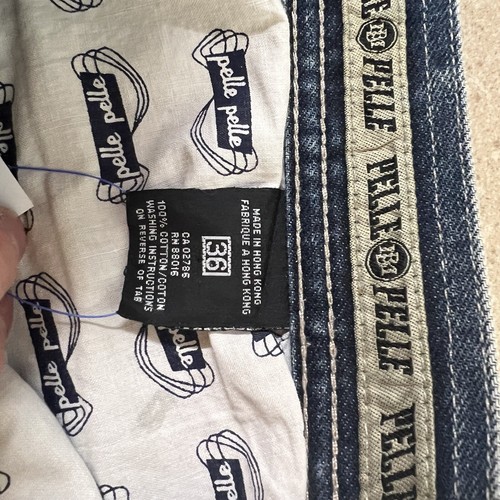 MADE IN HONG KONG
FABRIQUE A HONG KONG
36
CA 02786
RN 88016
100% COTTON/COTON
WASHING INSTRUCTIONS
ON REVERSE OF TAB
pelle pelle
pelle pelle
pelle pelle
pelle pelle
pelle
PELLE
PELLE
PELLE
PELLE